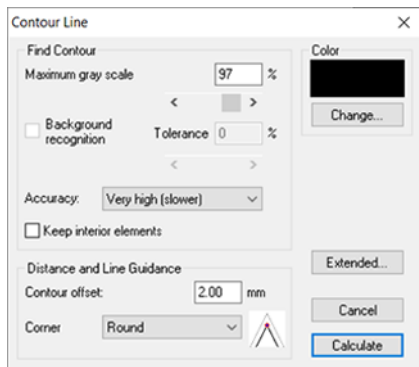 Contour Line
Find Contour
Maximum gray scale 97 %
Background recognition
Tolerance 0 %
Accuracy: Very high (slower)
Keep interior elements
Color
Change...
Distance and Line Guidance
Contour offset: 2.00 mm
Corner Round
Extended...
Cancel
Calculate